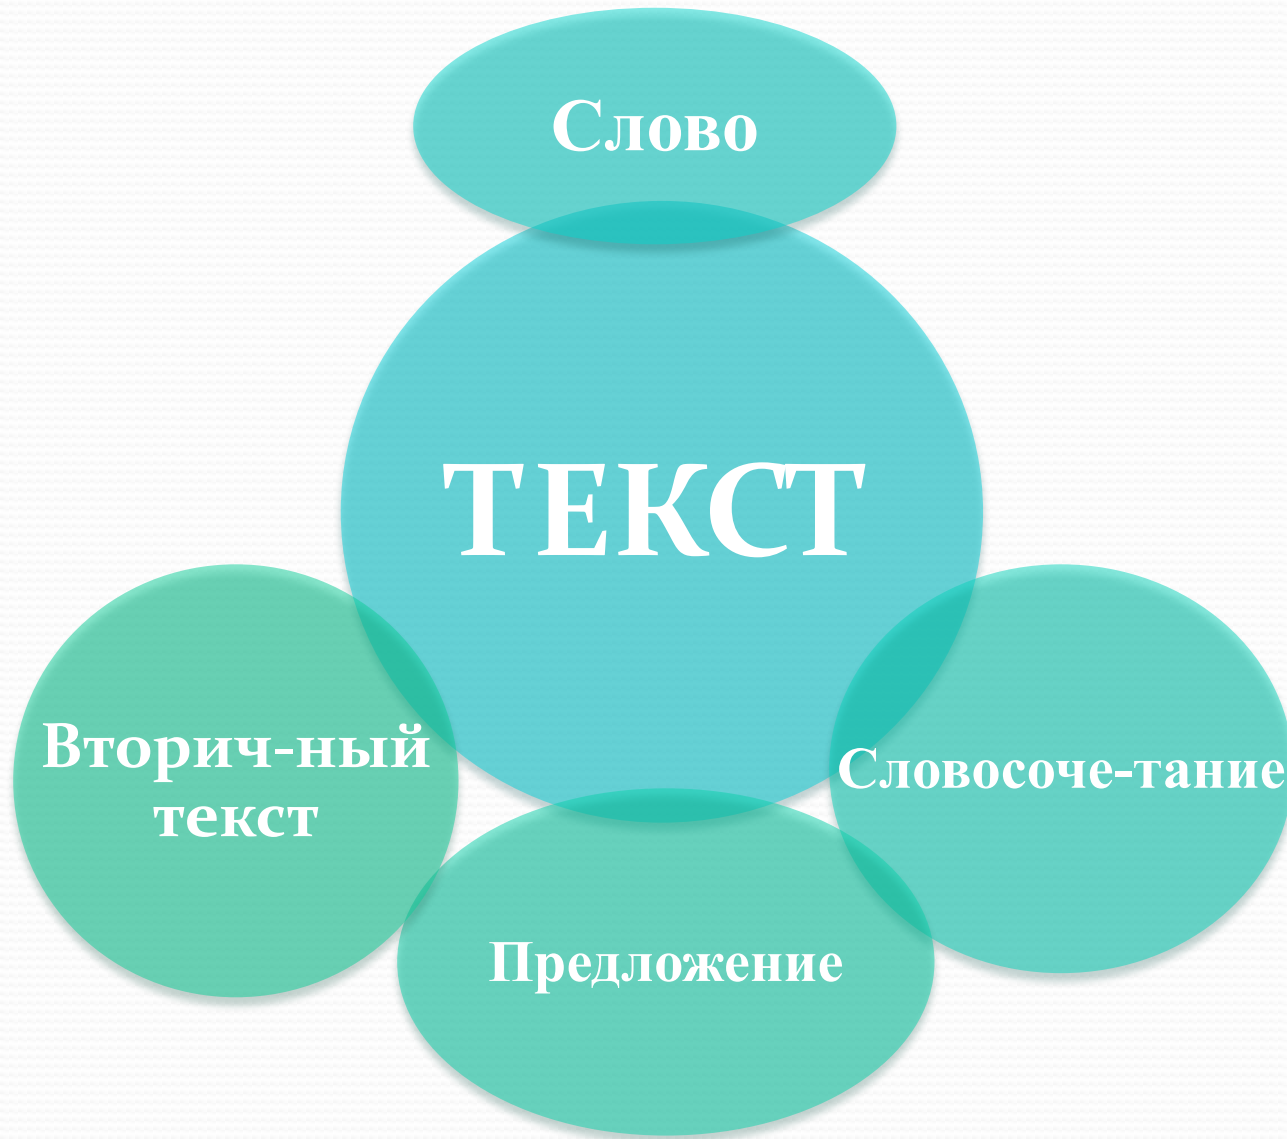 Слово
ТЕКСТ
Вторич-ный
текст
Словосоче-тание
Предложение